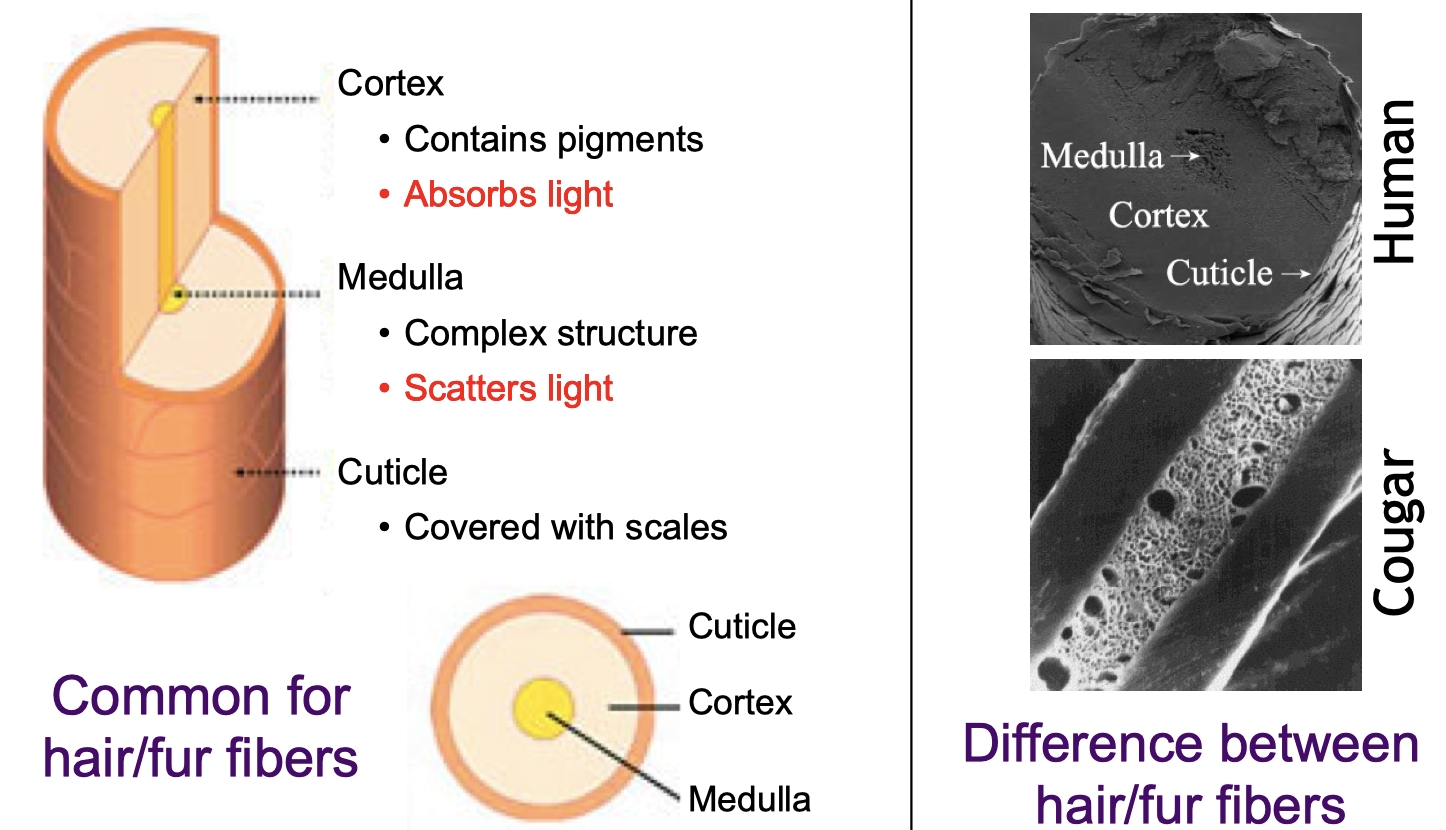 Cortex
• Contains pigments
• Absorbs light
Medulla
• Complex structure
• Scatters light
Cuticle
• Covered with scales
Cuticle
Cortex
Medulla
Common for
hair/fur fibers
Medulla
Cortex
Cuticle
Human
Cougar
Difference between
hair/fur fibers